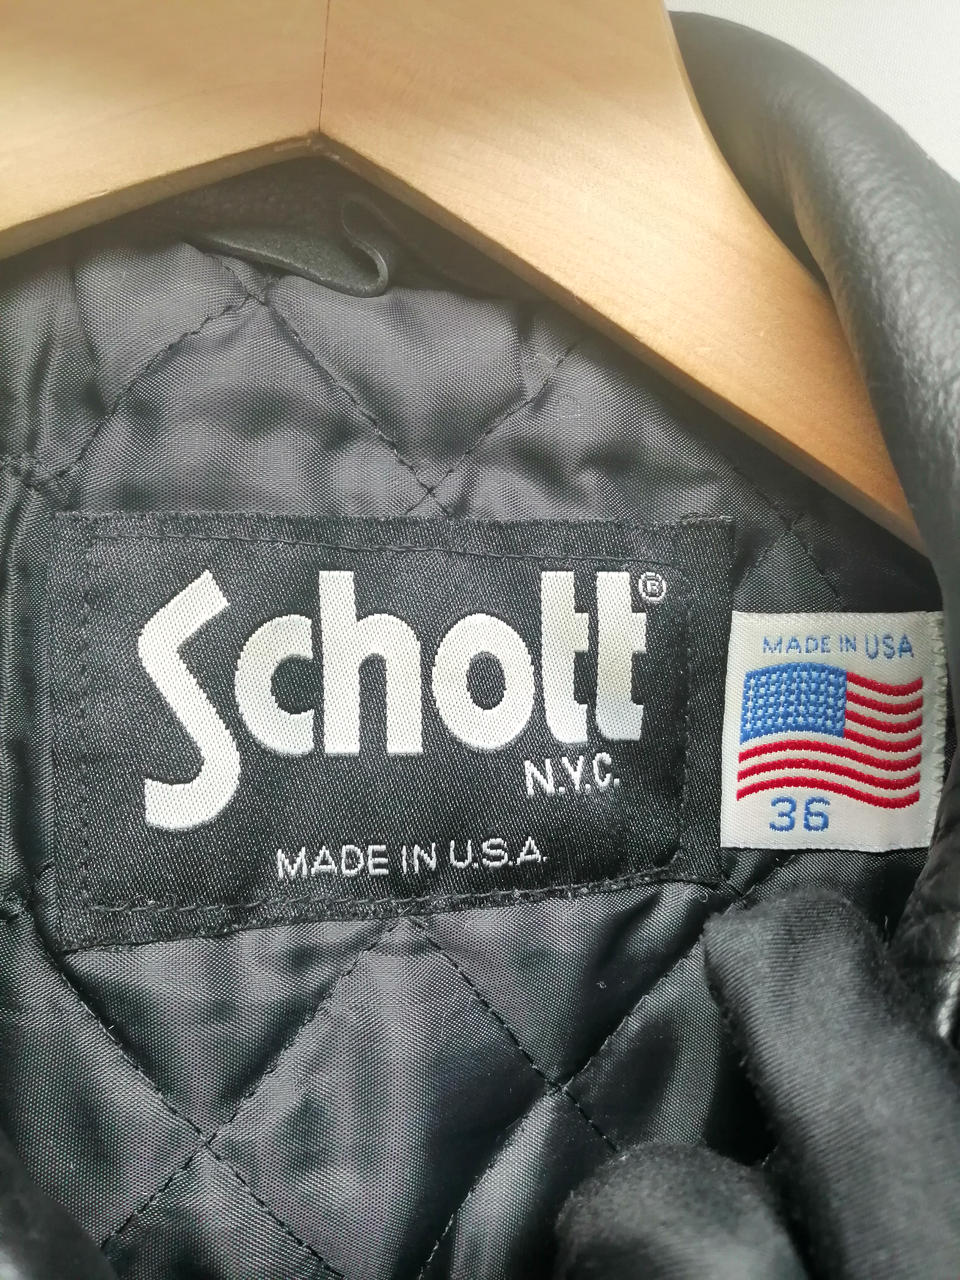 Schott®
N.Y.C.
MADE IN U.S.A.
MADE IN USA
36